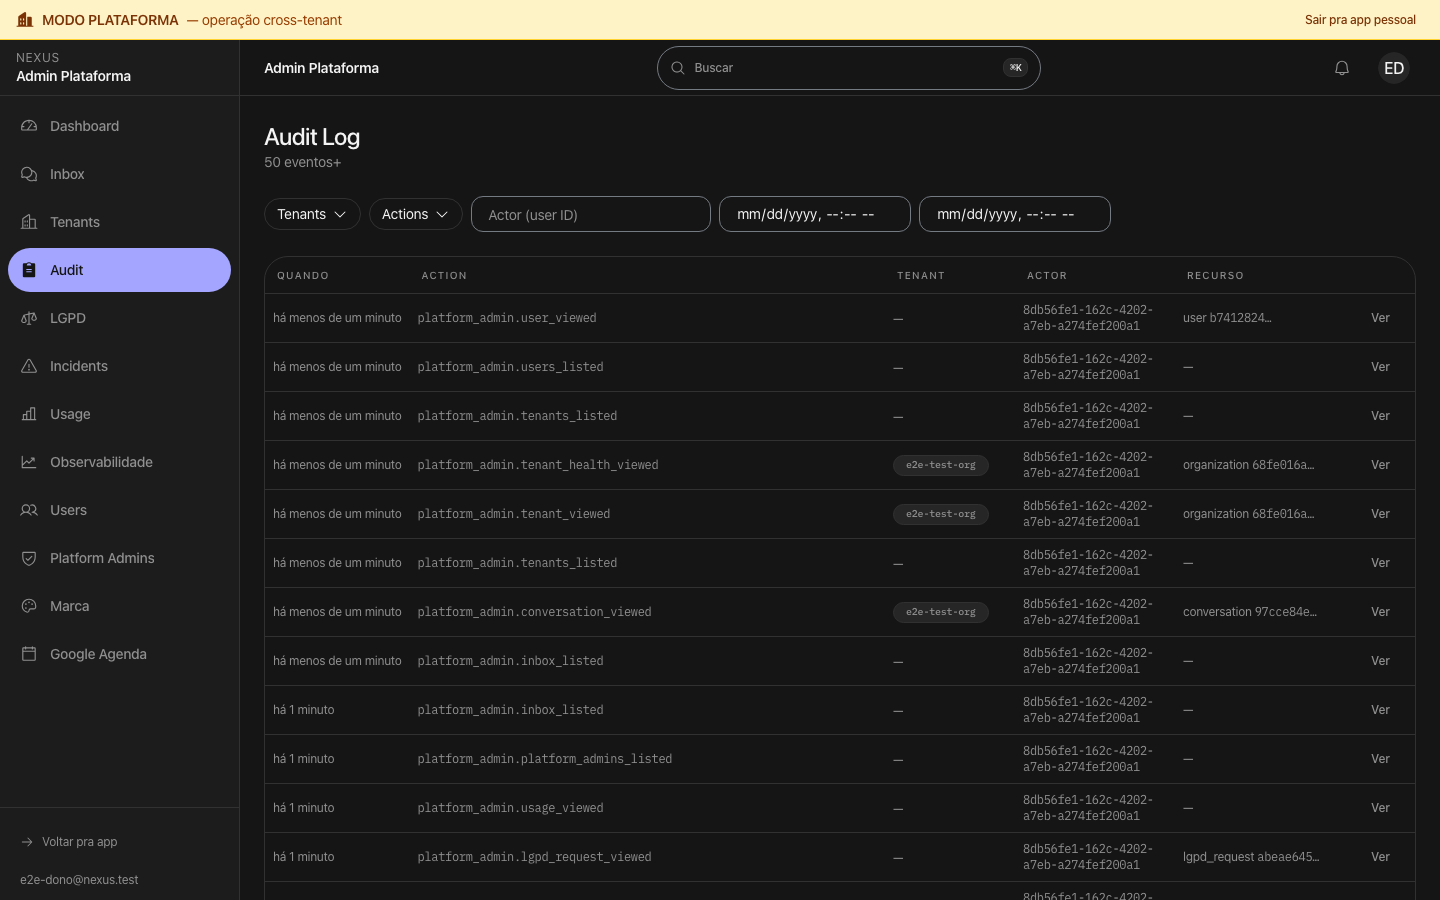 MODO PLATAFORMA — operação cross-tenant
Sair pra app pessoal
NEXUS
Admin Plataforma
Admin Plataforma
Buscar
⌘K
ED
Dashboard
Inbox
Tenants
Audit
LGPD
Incidents
Usage
Observabilidade
Users
Platform Admins
Marca
Google Agenda
Voltar pra app
e2e-dono@nexus.test
Audit Log
50 eventos+
Tenants
Actions
Actor (user ID)
mm/dd/yyyy, --:-- --
mm/dd/yyyy, --:-- --
QUANDO ACTION TENANT ACTOR RECURSO
há menos de um minuto platform_admin.user_viewed — 8db56fe1-162c-4202- user b7412824… Ver
a7eb-a274fef200a1
há menos de um minuto platform_admin.users_listed — 8db56fe1-162c-4202- — Ver
a7eb-a274fef200a1
há menos de um minuto platform_admin.tenants_listed — 8db56fe1-162c-4202- — Ver
a7eb-a274fef200a1
há menos de um minuto platform_admin.tenant_health_viewed e2e-test-org 8db56fe1-162c-4202- organization 68fe016a… Ver
a7eb-a274fef200a1
há menos de um minuto platform_admin.tenant_viewed e2e-test-org 8db56fe1-162c-4202- organization 68fe016a… Ver
a7eb-a274fef200a1
há menos de um minuto platform_admin.tenants_listed — 8db56fe1-162c-4202- — Ver
a7eb-a274fef200a1
há menos de um minuto platform_admin.conversation_viewed e2e-test-org 8db56fe1-162c-4202- conversation 97cce84e… Ver
a7eb-a274fef200a1
há menos de um minuto platform_admin.inbox_listed — 8db56fe1-162c-4202- — Ver
a7eb-a274fef200a1
há 1 minuto platform_admin.inbox_listed — 8db56fe1-162c-4202- — Ver
a7eb-a274fef200a1
há 1 minuto platform_admin.platform_admins_listed — 8db56fe1-162c-4202- — Ver
a7eb-a274fef200a1
há 1 minuto platform_admin.usage_viewed — 8db56fe1-162c-4202- — Ver
a7eb-a274fef200a1
há 1 minuto platform_admin.lgpd_request_viewed — 8db56fe1-162c-4202- lgpd_request abeae645… Ver
a7eb-a274fef200a1
8db56fe1-162c-4202-